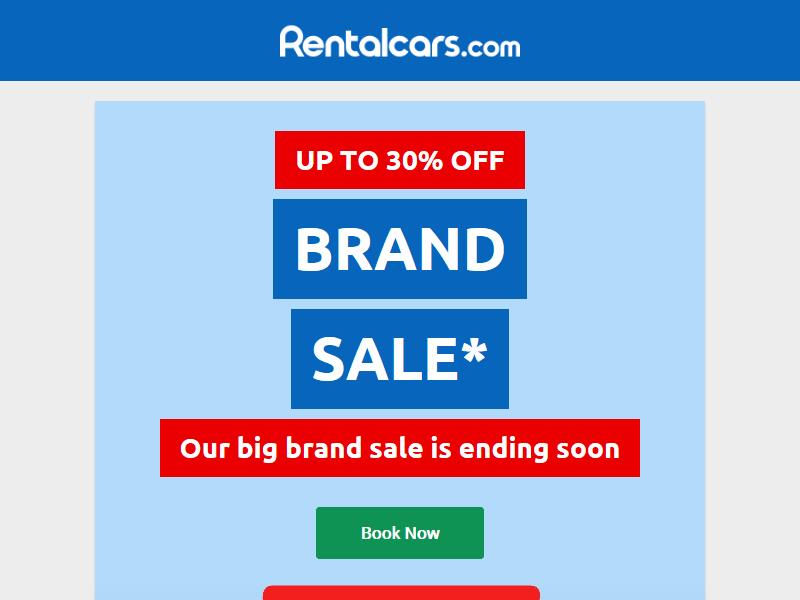 Rentalcars.com
UP TO 30% OFF
BRAND
SALE*
Our big brand sale is ending soon
Book Now